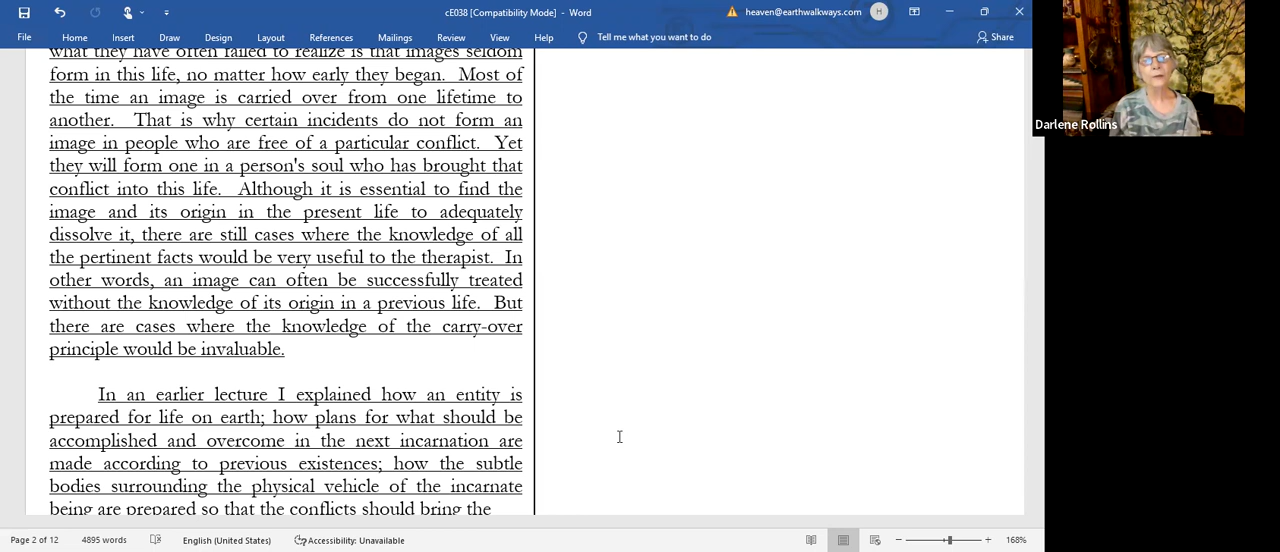 cE038 [Compatibility Mode] - Word
heaven@earthwalkways.com
H
File
Home
Insert
Draw
Design
Layout
References
Mailings
Review
View
Help
Tell me what you want to do
Share
what they have often failed to realize is that images seldom
form in this life, no matter how early they began. Most of
the time an image is carried over from one lifetime to
another. That is why certain incidents do not form an
image in people who are free of a particular conflict. Yet
they will form one in a person's soul who has brought that
conflict into this life. Although it is essential to find the
image and its origin in the present life to adequately
dissolve it, there are still cases where the knowledge of all
the pertinent facts would be very useful to the therapist. In
other words, an image can often be successfully treated
without the knowledge of its origin in a previous life. But
there are cases where the knowledge of the carry-over
principle would be invaluable.
In an earlier lecture I explained how an entity is
prepared for life on earth; how plans for what should be
accomplished and overcome in the next incarnation are
made according to previous existences; how the subtle
bodies surrounding the physical vehicle of the incarnate
being are prepared so that the conflicts should bring the
Darlene Rollins
Page 2 of 12
4895 words
English (United States)
Accessibility: Unavailable
168%